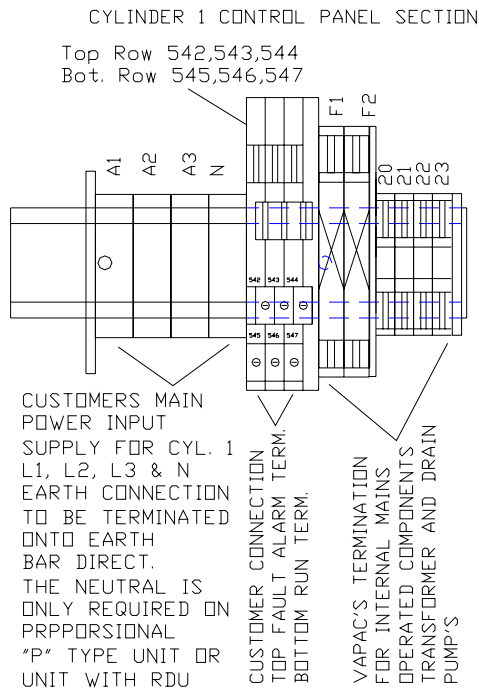 CYLINDER 1 CONTROL PANEL SECTION
Top Row 542,543,544
Bot. Row 545,546,547
A1
A2
A3
N
F1
F2
20
21
22
23
542 543 544
545 546 547
CUSTOMERS MAIN
POWER INPUT
SUPPLY FOR CYL. 1
L1, L2, L3 & N
EARTH CONNECTION
TO BE TERMINATED
ONTO EARTH
BAR DIRECT.
THE NEUTRAL IS
ONLY REQUIRED ON
PRPPORSIONAL
"P" TYPE UNIT OR
UNIT WITH RDU
CUSTOMER CONNECTION
TOP FAULT ALARM TERM.
BOTTOM RUN TERM.
VAPAC'S TERMINATION
FOR INTERNAL MAINS
OPERATED COMPONENTS
TRANSFORMER AND DRAIN
PUMP'S